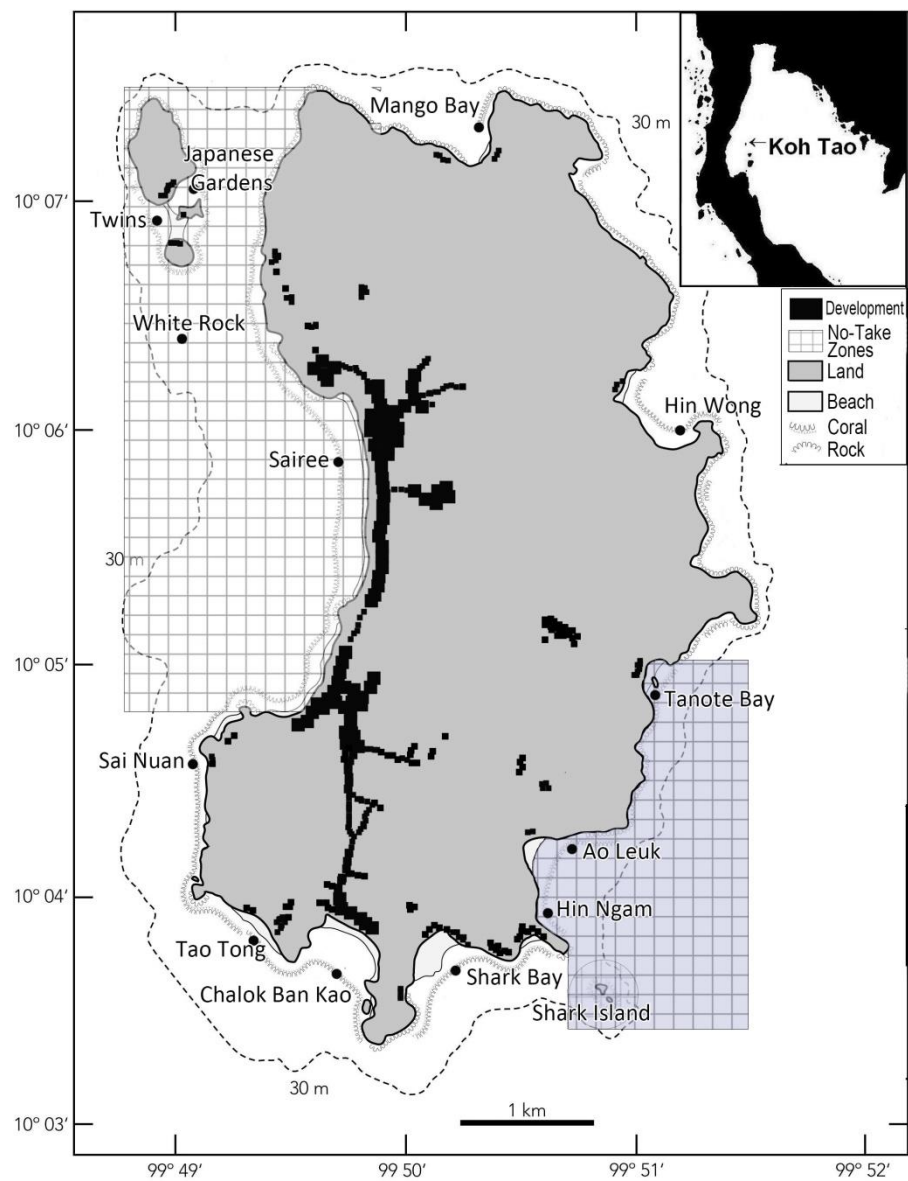 Mango Bay
30 m
←Koh Tao
Japanese
Gardens
10° 07′
Twins
White Rock
Development
No-Take
Zones
Land
Beach
Coral
Rock
Hin Wong
10° 06′
Sairee
30 m
10° 05′
Tanote Bay
Sai Nuan
Ao Leuk
10° 04′
Hin Ngam
Tao Tong
Chalok Ban Kao
Shark Bay
Shark Island
30 m
1 km
10° 03′
99° 49′
99° 50′
99° 51′
99° 52′